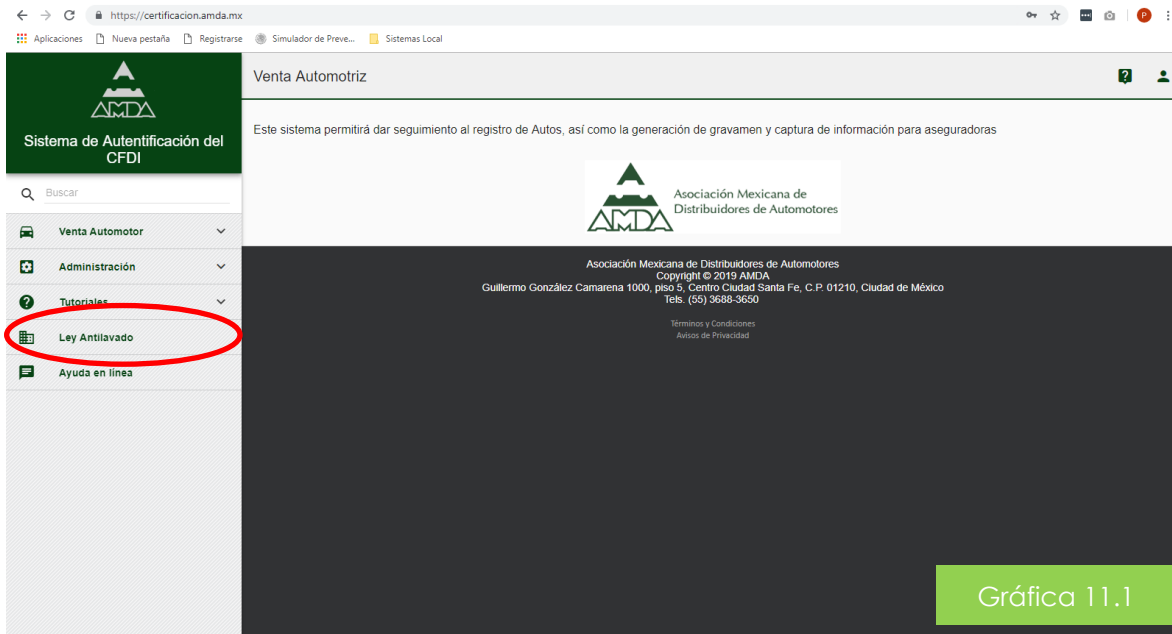 https://certificacion.amda.mx
P
Aplicaciones Nueva pestaña Registrarse Simulador de Preve... Sistemas Local
AMDA
Sistema de Autentificación del
CFDI
Buscar
Venta Automotor
Administración
Tutoriales
Ley Antilavado
Ayuda en línea
Venta Automotriz
Este sistema permitirá dar seguimiento al registro de Autos, así como la generación de gravamen y captura de información para aseguradoras
AMDA
Asociación Mexicana de
Distribuidores de Automotores
Asociación Mexicana de Distribuidores de Automotores
Copyright © 2019 AMDA
Guillermo González Camarena 1000, piso 5, Centro Ciudad Santa Fe, C.P. 01210, Ciudad de México
Tels. (55) 3688-3650
Términos y Condiciones
Avisos de Privacidad
Gráfica 11.1